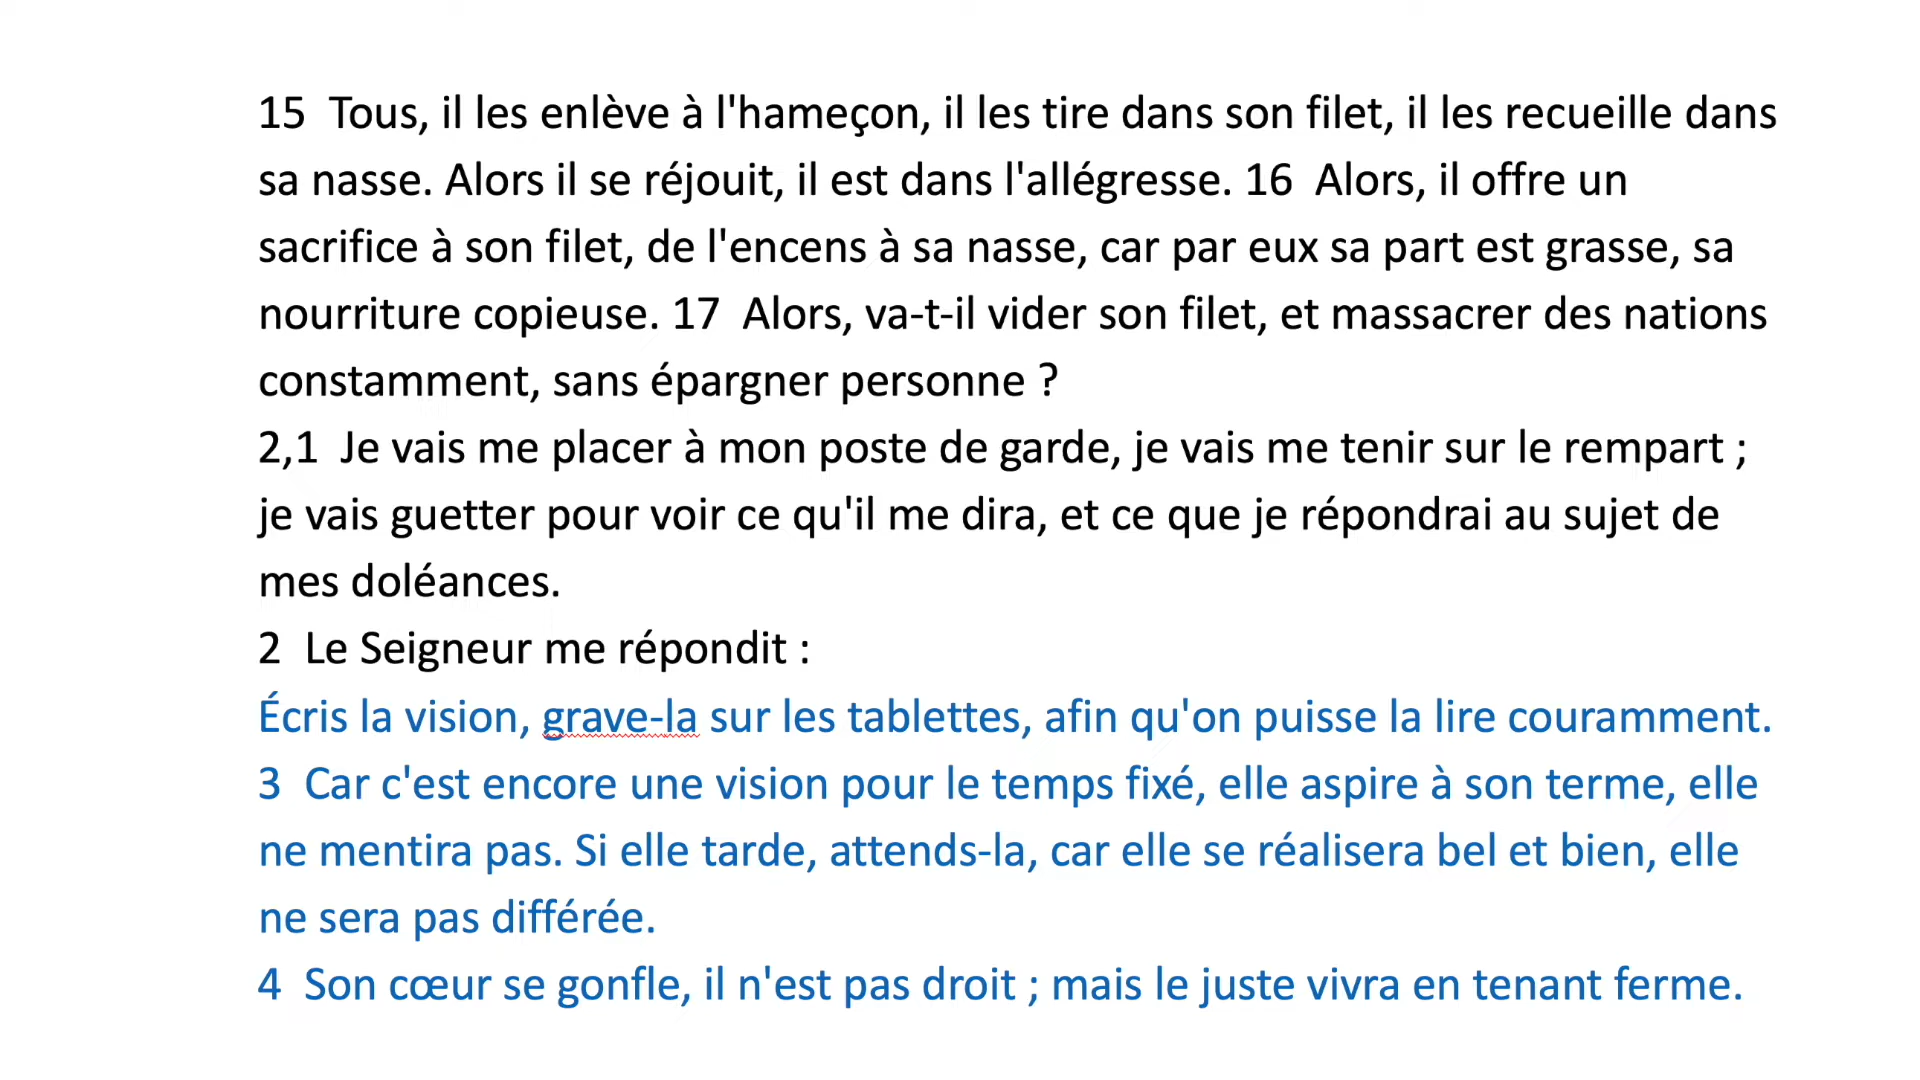 15  Tous, il les enlève à l'hameçon, il les tire dans son filet, il les recueille dans
sa nasse. Alors il se réjouit, il est dans l'allégresse. 16  Alors, il offre un
sacrifice à son filet, de l'encens à sa nasse, car par eux sa part est grasse, sa
nourriture copieuse. 17  Alors, va-t-il vider son filet, et massacrer des nations
constamment, sans épargner personne ?
2,1  Je vais me placer à mon poste de garde, je vais me tenir sur le rempart ;
je vais guetter pour voir ce qu'il me dira, et ce que je répondrai au sujet de
mes doléances.
2  Le Seigneur me répondit :
Écris la vision, grave-la sur les tablettes, afin qu'on puisse la lire couramment.
3  Car c'est encore une vision pour le temps fixé, elle aspire à son terme, elle
ne mentira pas. Si elle tarde, attends-la, car elle se réalisera bel et bien, elle
ne sera pas différée.
4  Son cœur se gonfle, il n'est pas droit ; mais le juste vivra en tenant ferme.